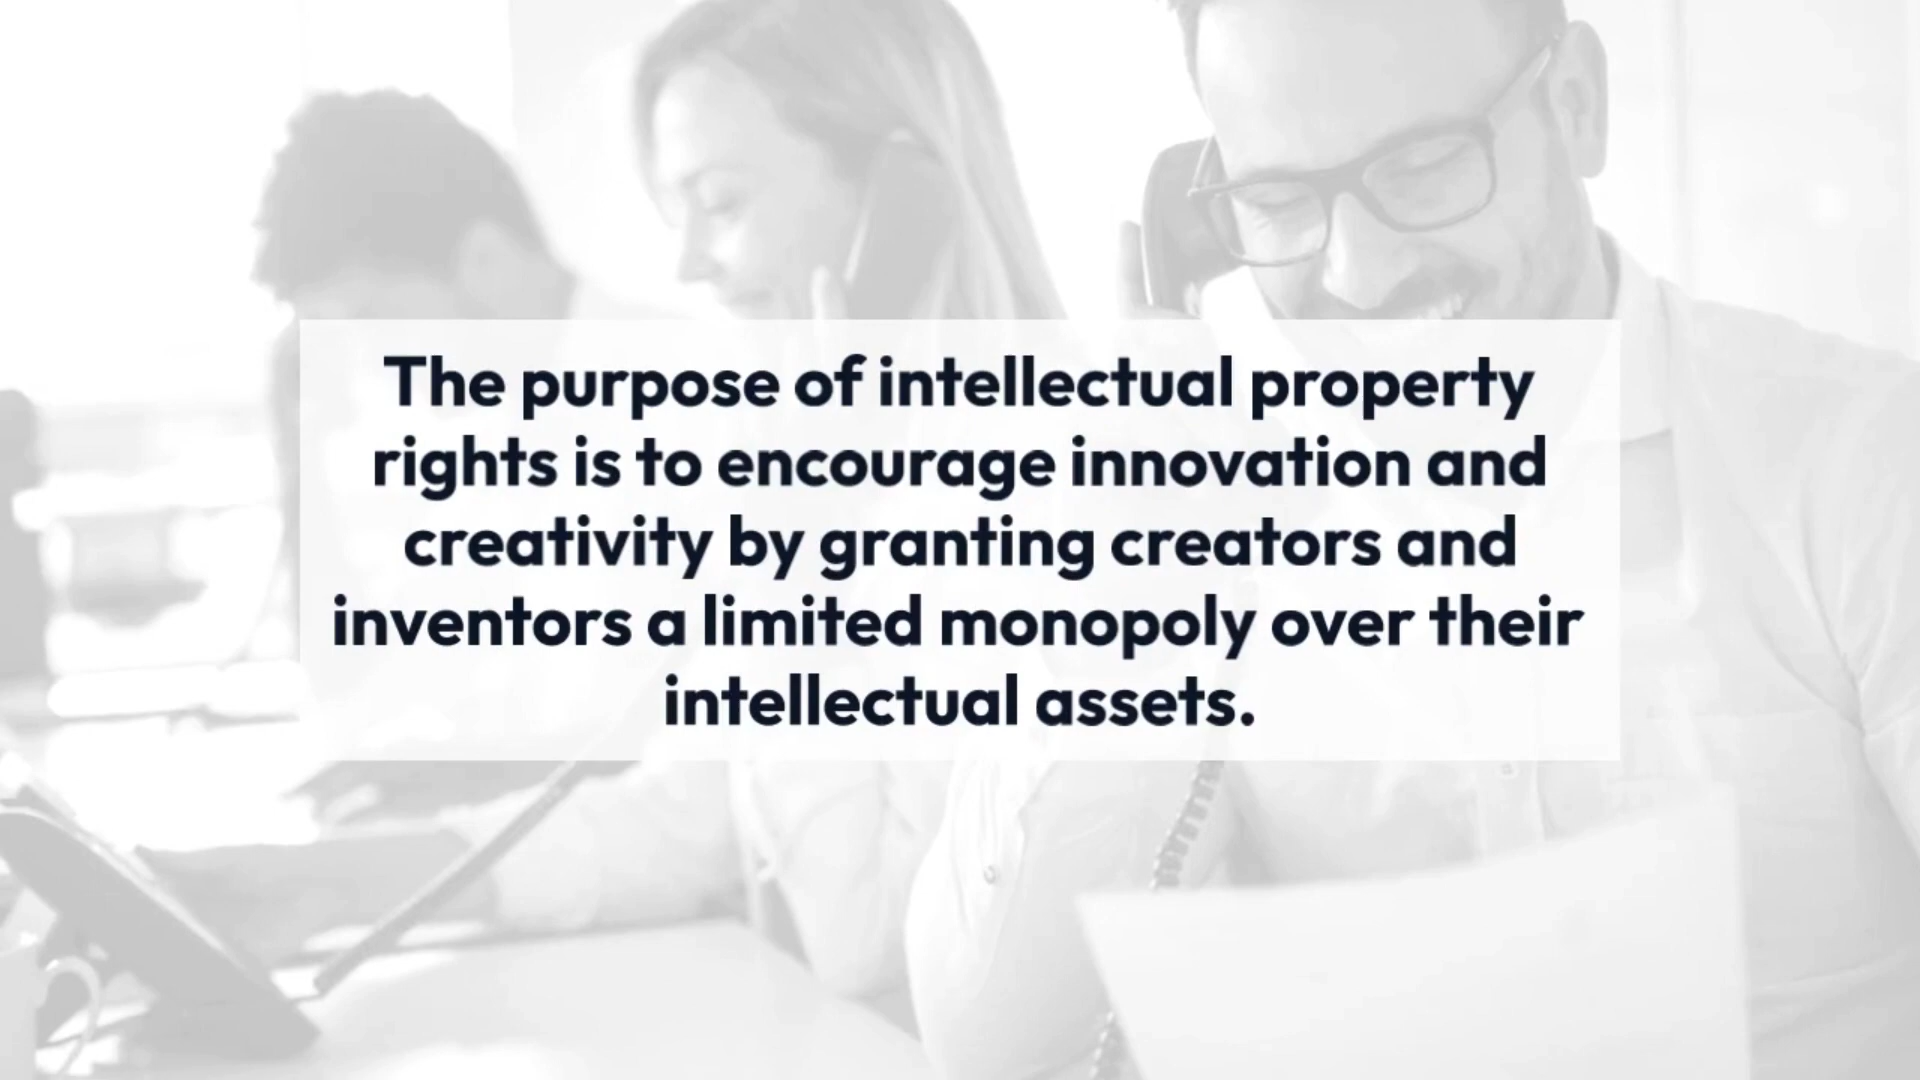 The purpose of intellectual property
rights is to encourage innovation and
creativity by granting creators and
inventors a limited monopoly over their
intellectual assets.